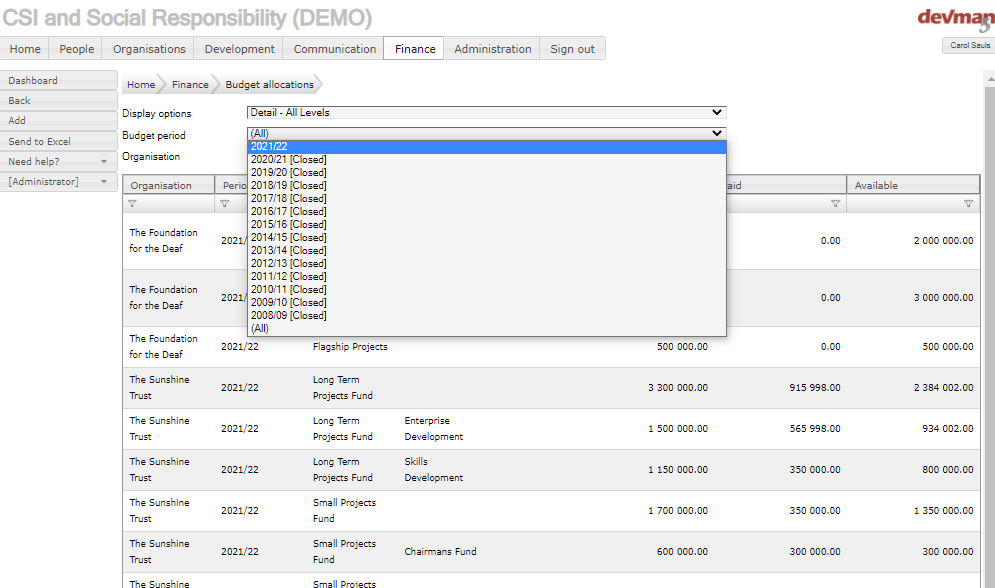 CSI and Social Responsibility (DEMO)
devman
3
Home People Organisations Development Communication Finance Administration Sign out
Carol Sauls
Dashboard
Back
Add
Send to Excel
Need help?
[Administrator]
Home Finance Budget allocations
Display options Detail - All Levels
Budget period (All)
Organisation
2021/22
2020/21 [Closed]
2019/20 [Closed]
2018/19 [Closed]
2017/18 [Closed]
2016/17 [Closed]
2015/16 [Closed]
2014/15 [Closed]
2013/14 [Closed]
2012/13 [Closed]
2011/12 [Closed]
2010/11 [Closed]
2009/10 [Closed]
2008/09 [Closed]
(All)
Organisation Perio aid Available
The Foundation
for the Deaf 2021/ 0.00 2 000 000.00
The Foundation
for the Deaf 2021/ 0.00 3 000 000.00
The Foundation
for the Deaf 2021/22 Flagship Projects 500 000.00 0.00 500 000.00
The Sunshine Long Term
Trust 2021/22 Projects Fund 3 300 000.00 915 998.00 2 384 002.00
The Sunshine Long Term Enterprise
Trust 2021/22 Projects Fund Development 1 500 000.00 565 998.00 934 002.00
The Sunshine Long Term Skills
Trust 2021/22 Projects Fund Development 1 150 000.00 350 000.00 800 000.00
The Sunshine Small Projects
Trust 2021/22 Fund 1 700 000.00 350 000.00 1 350 000.00
The Sunshine Small Projects
Trust 2021/22 Fund Chairmans Fund 600 000.00 300 000.00 300 000.00
The Sunshine Small Projects